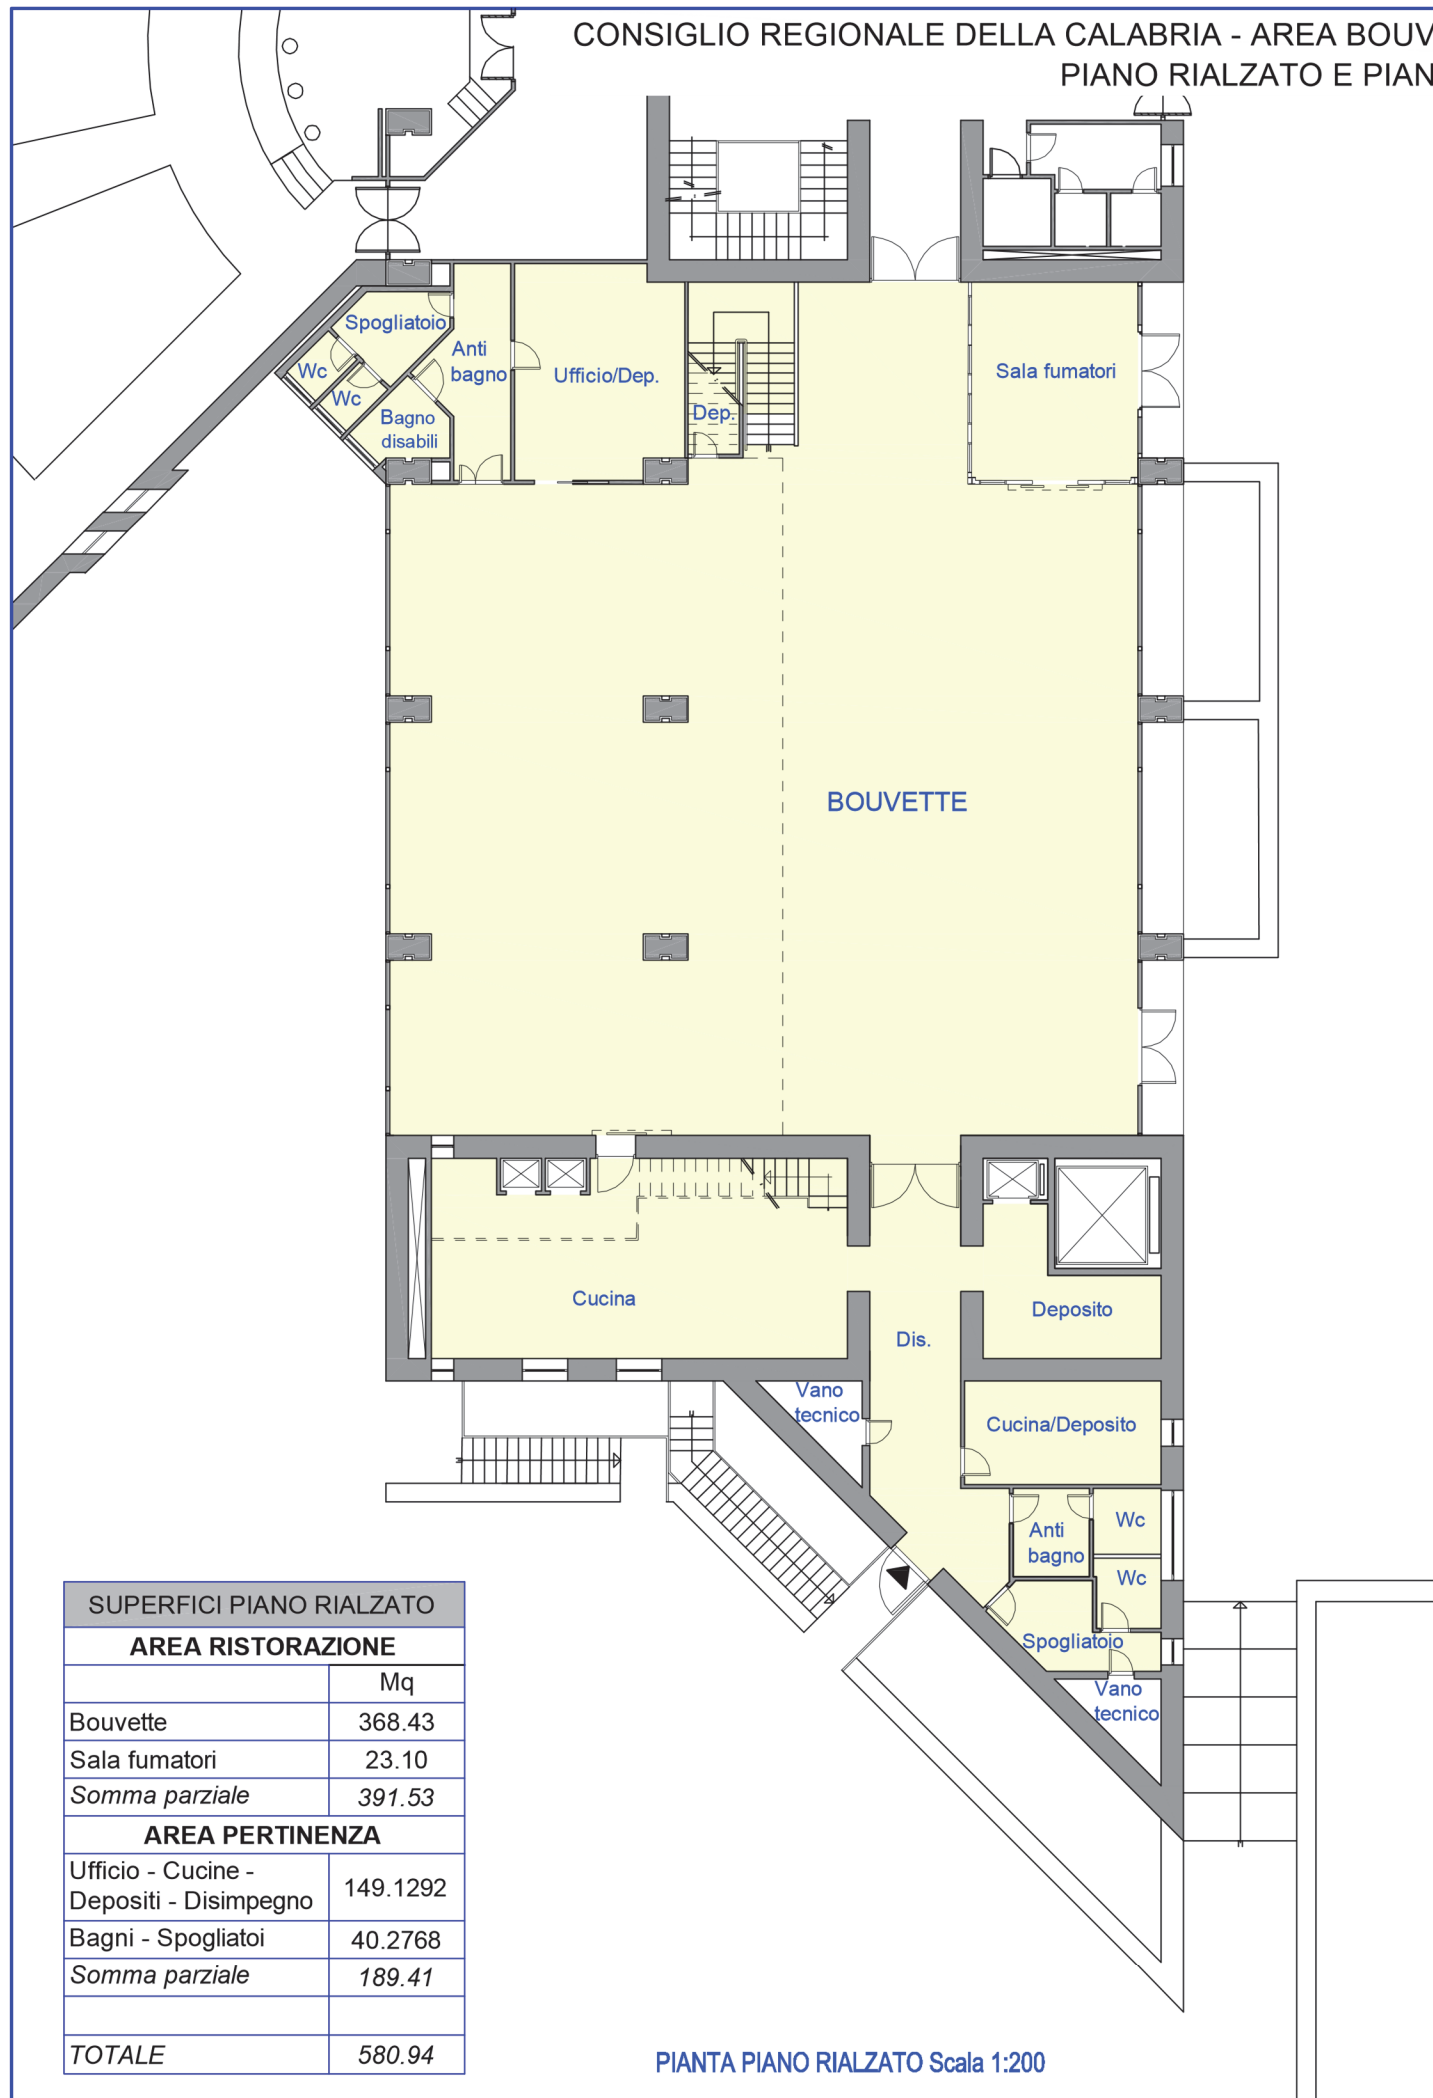 CONSIGLIO REGIONALE DELLA CALABRIA - AREA BOUV
PIANO RIALZATO E PIAN
Spogliatoio
Wc
Wc
Anti
bagno
Bagno
disabili
Ufficio/Dep.
Dep.
Sala fumatori
BOUVETTE
Cucina
Dis.
Deposito
Vano
tecnico
Cucina/Deposito
Anti
bagno
Wc
Wc
Spogliatoio
Vano
tecnico
SUPERFICI PIANO RIALZATO
AREA RISTORAZIONE
Mq
Bouvette 368.43
Sala fumatori 23.10
Somma parziale 391.53
AREA PERTINENZA
Ufficio - Cucine -
Depositi - Disimpegno 149.1292
Bagni - Spogliatoi 40.2768
Somma parziale 189.41
TOTALE 580.94
PIANTA PIANO RIALZATO Scala 1:200